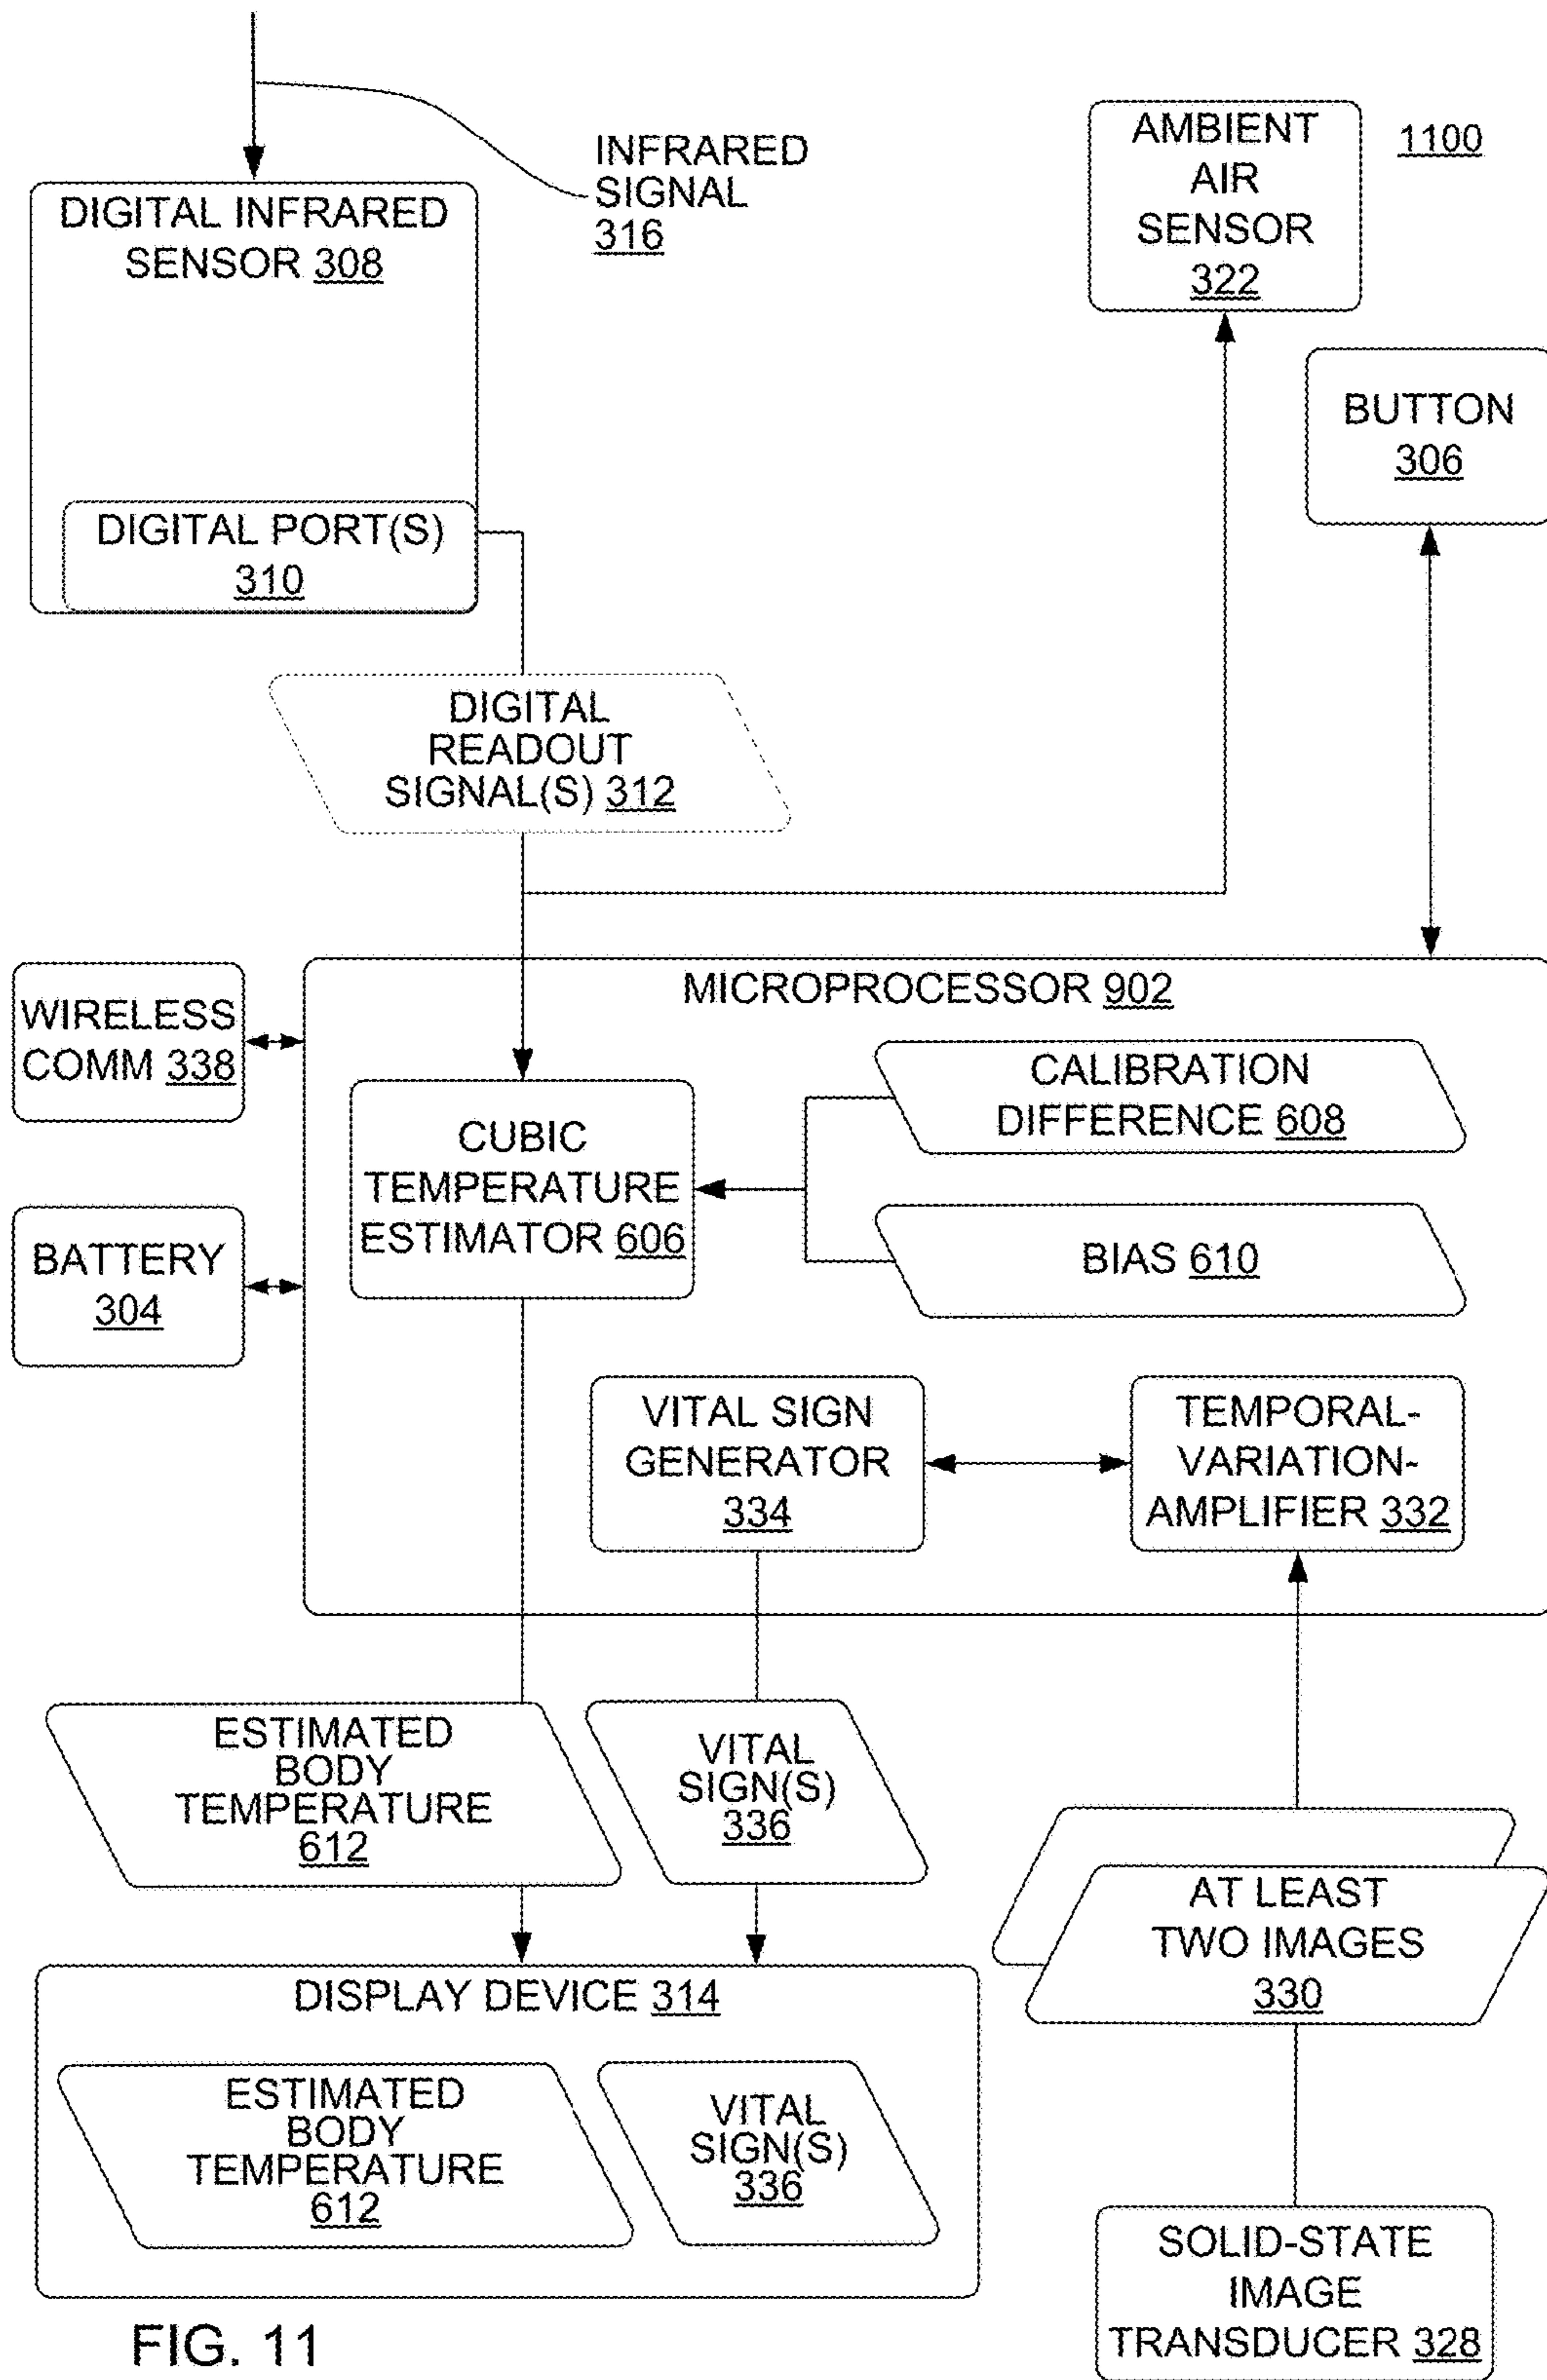 INFRARED
SIGNAL
316
AMBIENT
AIR
SENSOR
322
1100
DIGITAL INFRARED
SENSOR 308
BUTTON
306
DIGITAL PORT(S)
310
DIGITAL
READOUT
SIGNAL(S) 312
MICROPROCESSOR 902
WIRELESS
COMM 338
CALIBRATION
DIFFERENCE 608
CUBIC
TEMPERATURE
ESTIMATOR 606
BATTERY
304
BIAS 610
VITAL SIGN
GENERATOR
334
TEMPORAL-
VARIATION-
AMPLIFIER 332
ESTIMATED
BODY
TEMPERATURE
612
VITAL
SIGN(S)
336
AT LEAST
TWO IMAGES
330
DISPLAY DEVICE 314
ESTIMATED
BODY
TEMPERATURE
612
VITAL
SIGN(S)
336
SOLID-STATE
IMAGE
TRANSDUCER 328
FIG. 11